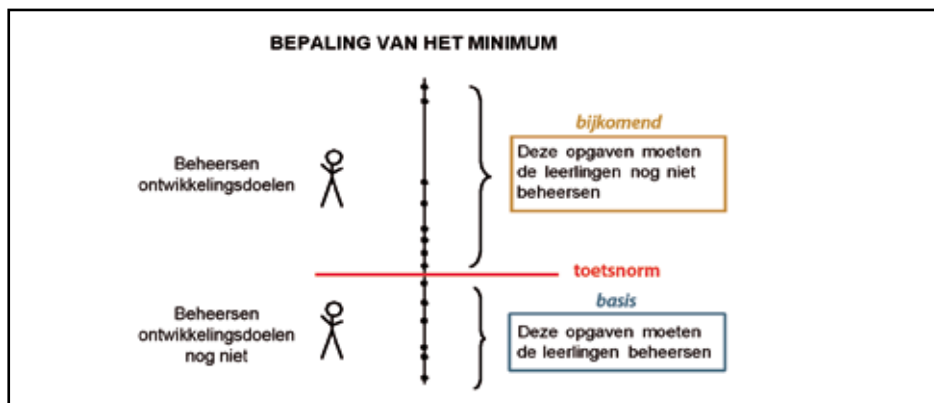 BEPALING VAN HET MINIMUM
Beheersen
ontwikkelingsdoelen
bijkomend
Deze opgaven moeten
de leerlingen nog niet
beheersen
toetsnorm
Beheersen
ontwikkelingsdoelen
nog niet
basis
Deze opgaven moeten
de leerlingen beheersen